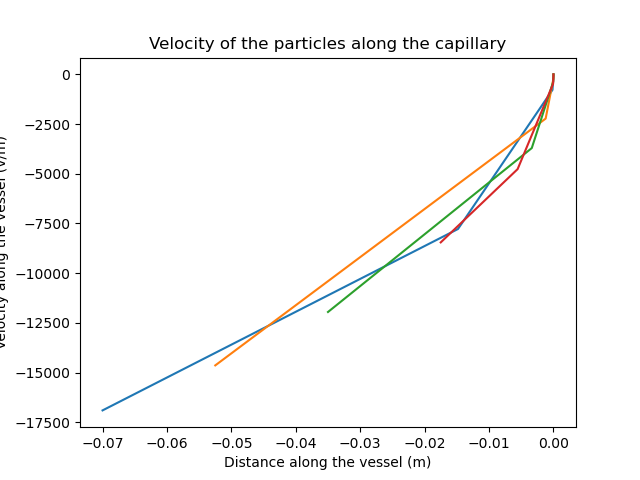 Velocity of the particles along the capillary
0
−2500
−5000
−7500
−10000
−12500
−15000
−17500
along the vessel (V/m)
−0.07 −0.06 −0.05 −0.04 −0.03 −0.02 −0.01 0.00
Distance along the vessel (m)